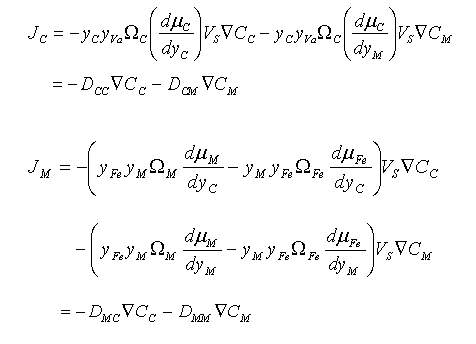 J_C = −y_C y_Va Ω_C (dμ_C/dy_C) V_S ∇C_C − y_C y_Va Ω_C (dμ_C/dy_M) V_S ∇C_M
= −D_CC ∇C_C − D_CM ∇C_M
J_M = −(y_Fe y_M Ω_M dμ_M/dy_C − y_M y_Fe Ω_Fe dμ_Fe/dy_C) V_S ∇C_C
−(y_Fe y_M Ω_M dμ_M/dy_M − y_M y_Fe Ω_Fe dμ_Fe/dy_M) V_S ∇C_M
= −D_MC ∇C_C − D_MM ∇C_M